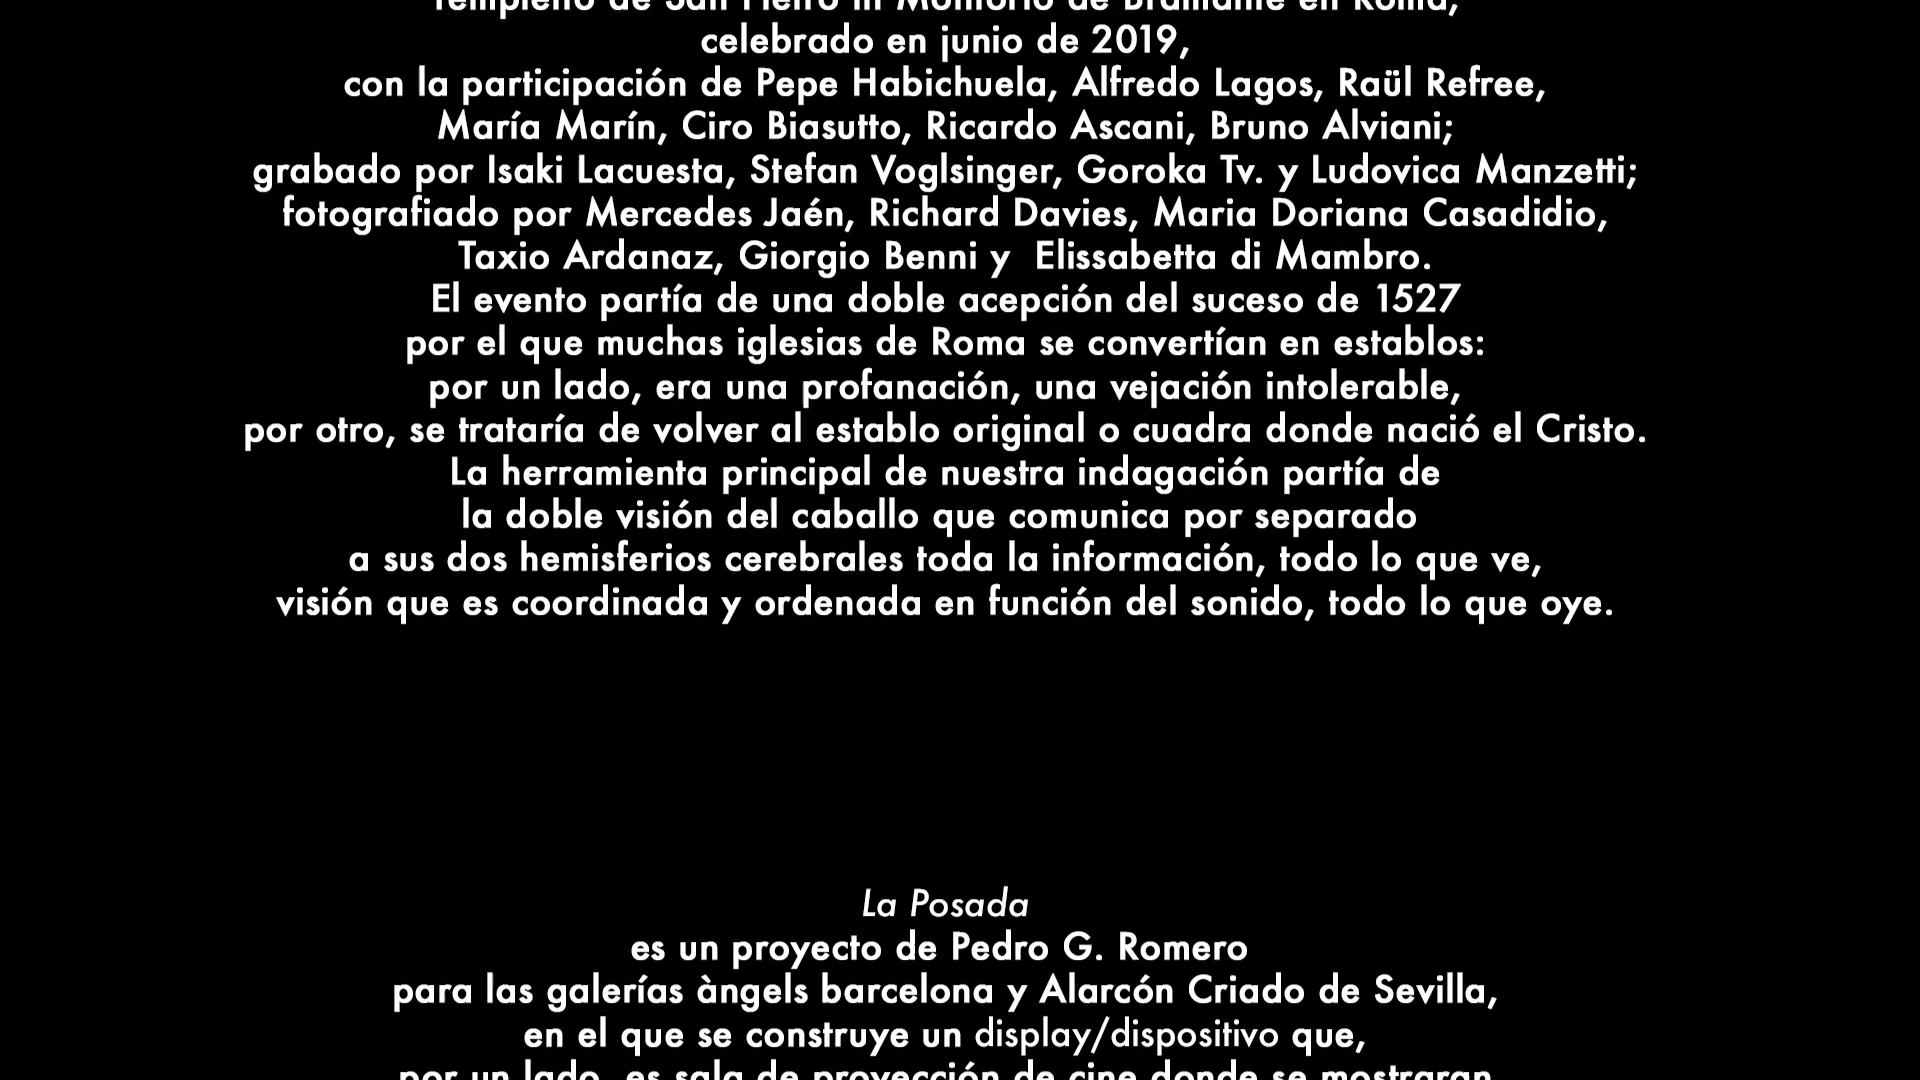 Templetto de San Pietro in Montorio de Bramante en Roma,
celebrado en junio de 2019,
con la participación de Pepe Habichuela, Alfredo Lagos, Raül Refree,
María Marín, Ciro Biasutto, Ricardo Ascani, Bruno Alviani;
grabado por Isaki Lacuesta, Stefan Voglsinger, Goroka Tv. y Ludovica Manzetti;
fotografiado por Mercedes Jaén, Richard Davies, Maria Doriana Casadidio,
Taxio Ardanaz, Giorgio Benni y  Elissabetta di Mambro.
El evento partía de una doble acepción del suceso de 1527
por el que muchas iglesias de Roma se convertían en establos:
por un lado, era una profanación, una vejación intolerable,
por otro, se trataría de volver al establo original o cuadra donde nació el Cristo.
La herramienta principal de nuestra indagación partía de
la doble visión del caballo que comunica por separado
a sus dos hemisferios cerebrales toda la información, todo lo que ve,
visión que es coordinada y ordenada en función del sonido, todo lo que oye.
La Posada
es un proyecto de Pedro G. Romero
para las galerías àngels barcelona y Alarcón Criado de Sevilla,
en el que se construye un display/dispositivo que,
por un lado, es sala de proyección de cine donde se mostraran